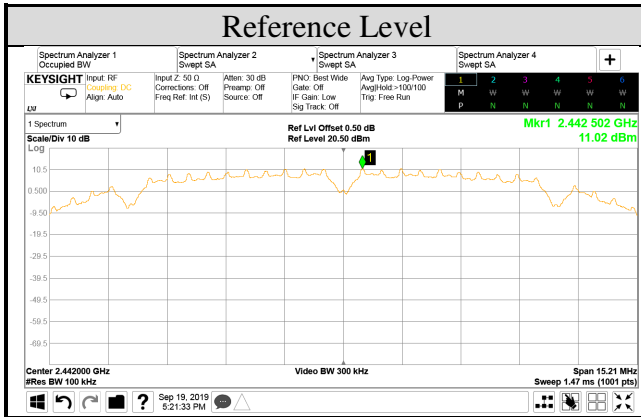 Reference Level
Spectrum Analyzer 1
Occupied BW
Spectrum Analyzer 2
Swept SA
Spectrum Analyzer 3
Swept SA
Spectrum Analyzer 4
Swept SA
+
KEYSIGHT
Input: RF
Coupling: DC
Align: Auto
Input Z: 50 Ω
Corrections: Off
Freq Ref: Int (S)
Atten: 30 dB
Preamp: Off
Source: Off
PNO: Best Wide
Gate: Off
IF Gain: Low
Sig Track: Off
Avg Type: Log-Power
Avg|Hold:>100/100
Trig: Free Run
1 2 3 4 5 6
M W W W W W
P N N N N N
LXI
1 Spectrum
Scale/Div 10 dB
Log
Ref Lvl Offset 0.50 dB
Ref Level 20.50 dBm
Mkr1 2.442 502 GHz
11.02 dBm
1
10.5
0.500
-9.50
-19.5
-29.5
-39.5
-49.5
-59.5
-69.5
Center 2.442000 GHz
#Res BW 100 kHz
Video BW 300 kHz
Span 15.21 MHz
Sweep 1.47 ms (1001 pts)
?
Sep 19, 2019
5:21:33 PM